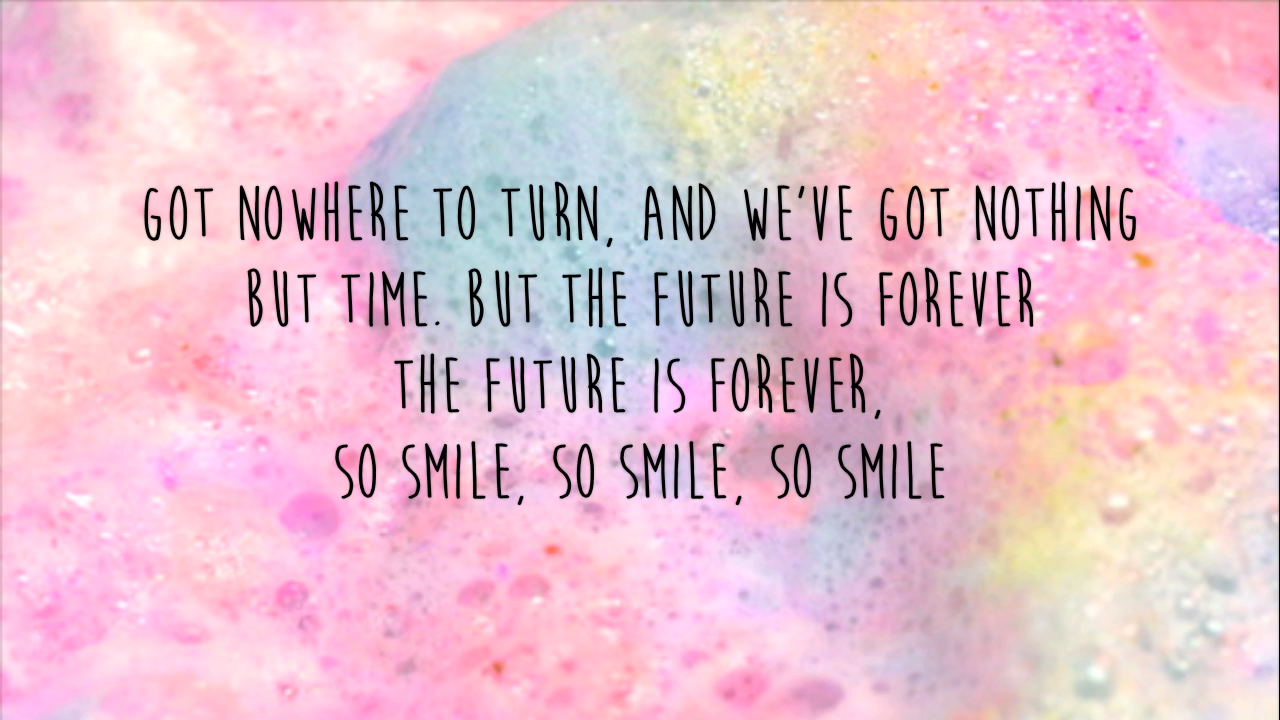 GOT NOWHERE TO TURN, AND WE'VE GOT NOTHING
BUT TIME. BUT THE FUTURE IS FOREVER
THE FUTURE IS FOREVER,
SO SMILE, SO SMILE, SO SMILE